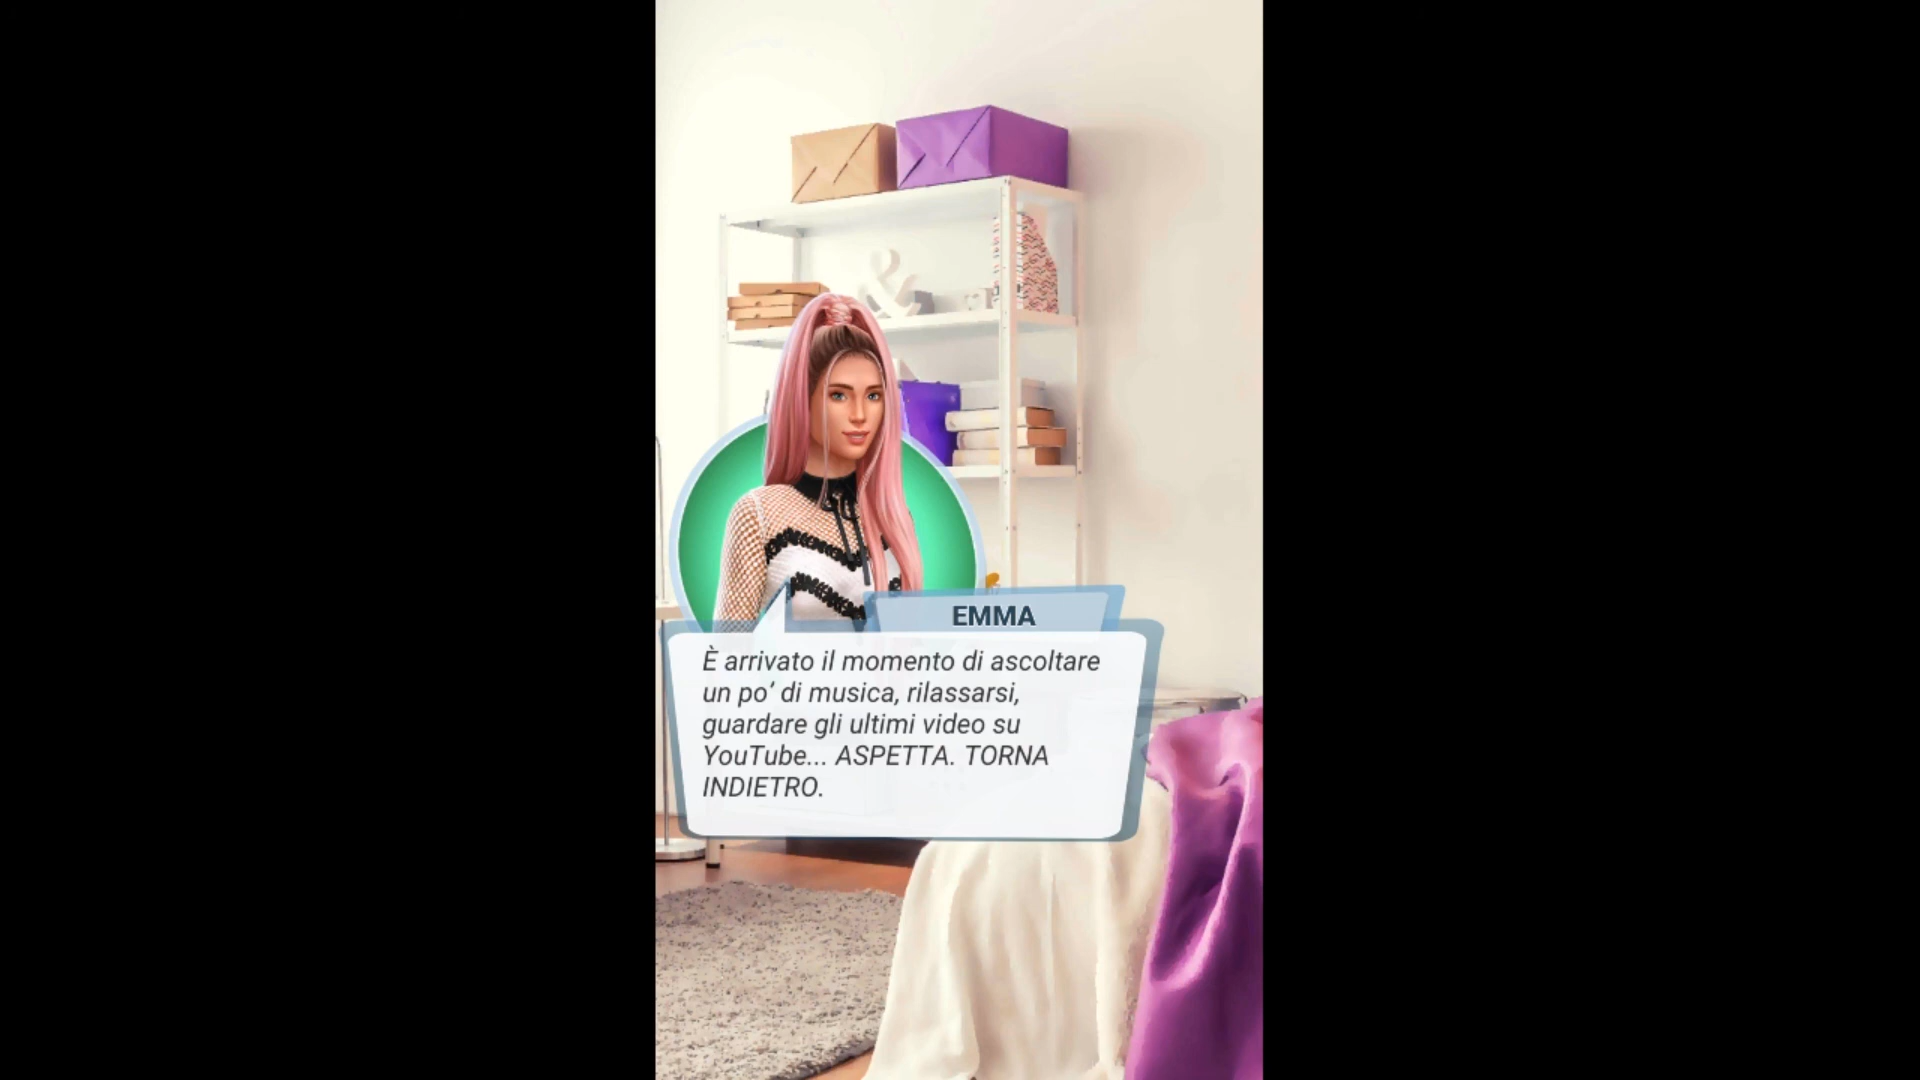 EMMA
È arrivato il momento di ascoltare
un po’ di musica, rilassarsi,
guardare gli ultimi video su
YouTube... ASPETTA. TORNA
INDIETRO.